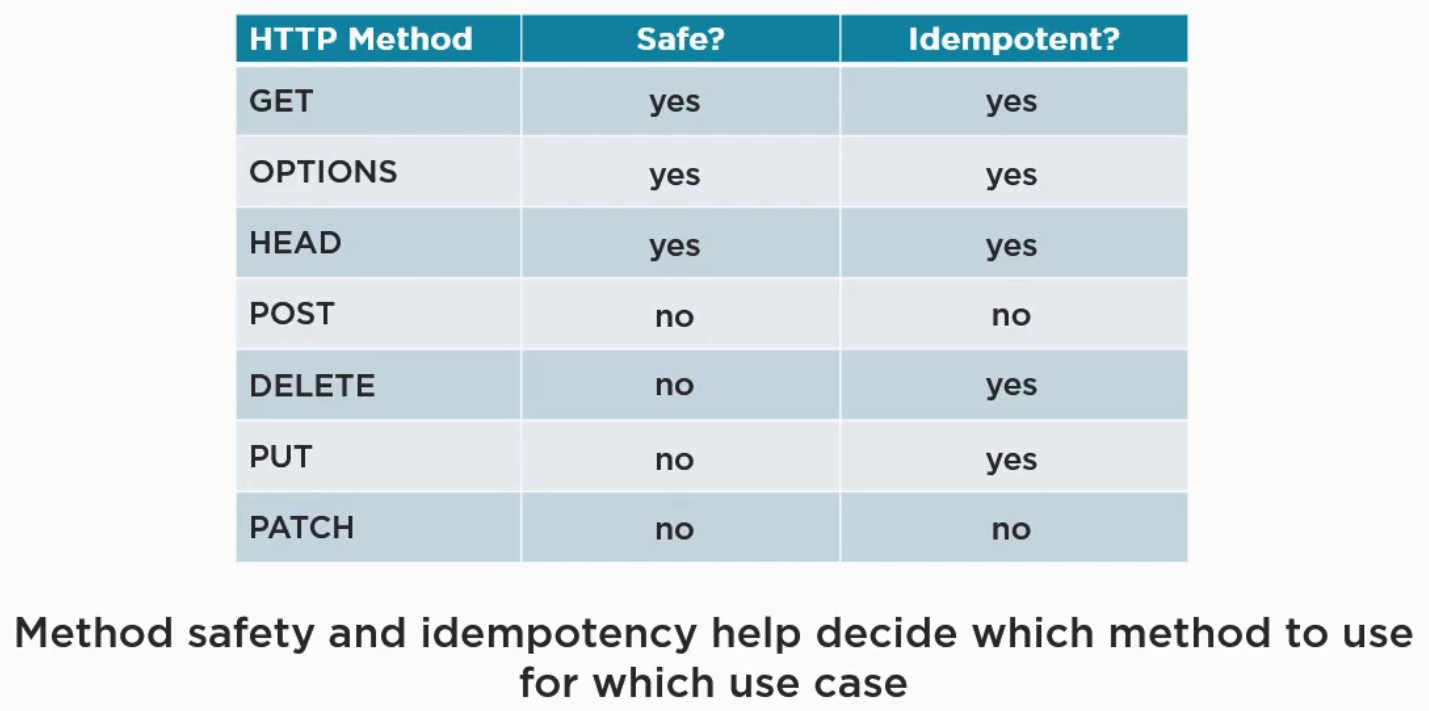 HTTP Method Safe? Idempotent?
GET yes yes
OPTIONS yes yes
HEAD yes yes
POST no no
DELETE no yes
PUT no yes
PATCH no no
Method safety and idempotency help decide which method to use
for which use case